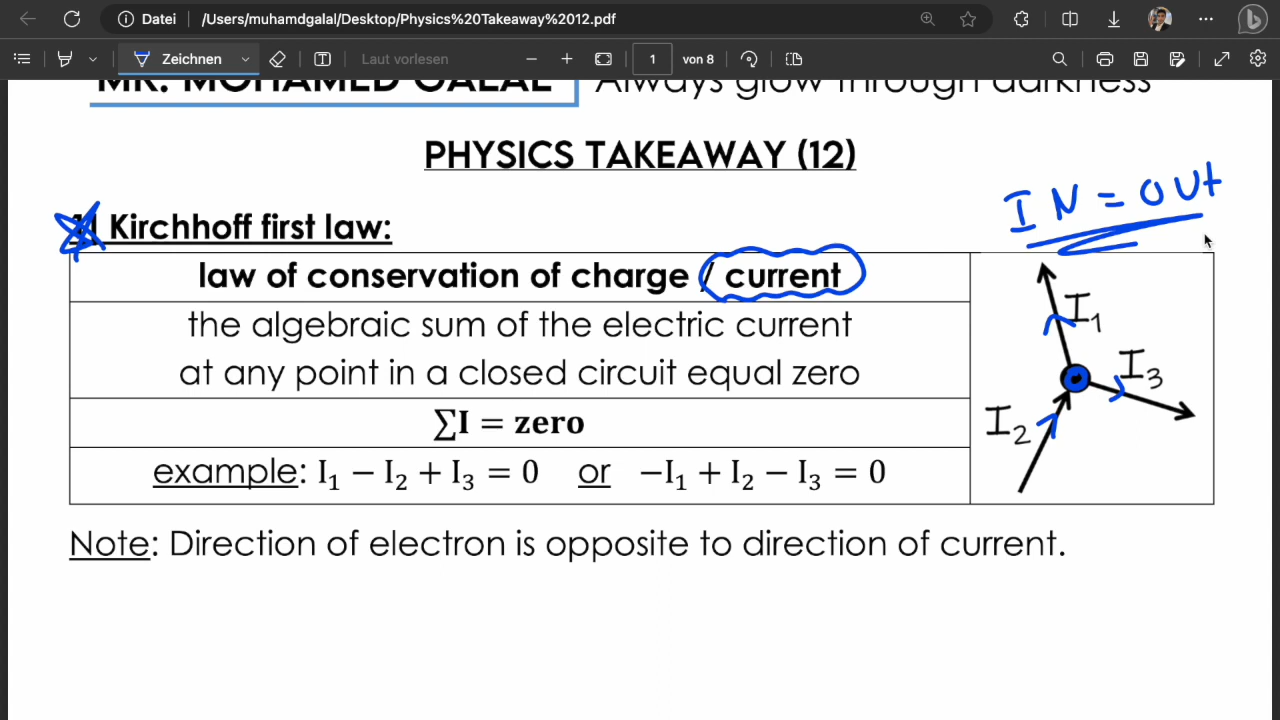 Datei /Users/muhamdgalal/Desktop/Physics%20Takeaway%2012.pdf
Zeichnen Laut vorlesen 1 von 8
MR. MOHAMED GALAL Always glow through darkness
PHYSICS TAKEAWAY (12)
IN = OUt
1) Kirchhoff first law:
law of conservation of charge / current
the algebraic sum of the electric current
at any point in a closed circuit equal zero
∑I = zero
example: I₁ − I₂ + I₃ = 0 or −I₁ + I₂ − I₃ = 0
I₁
I₃
I₂
Note: Direction of electron is opposite to direction of current.